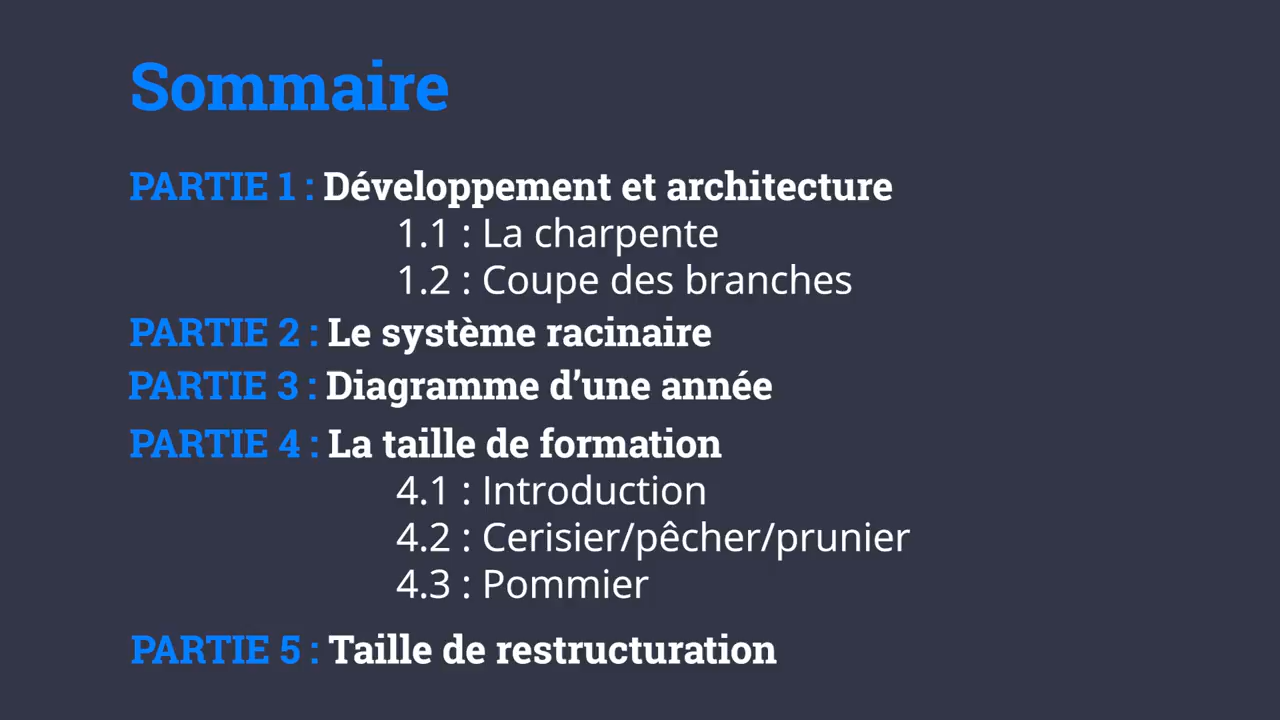 Sommaire
PARTIE 1 : Développement et architecture
1.1 : La charpente
1.2 : Coupe des branches
PARTIE 2 : Le système racinaire
PARTIE 3 : Diagramme d’une année
PARTIE 4 : La taille de formation
4.1 : Introduction
4.2 : Cerisier/pêcher/prunier
4.3 : Pommier
PARTIE 5 : Taille de restructuration